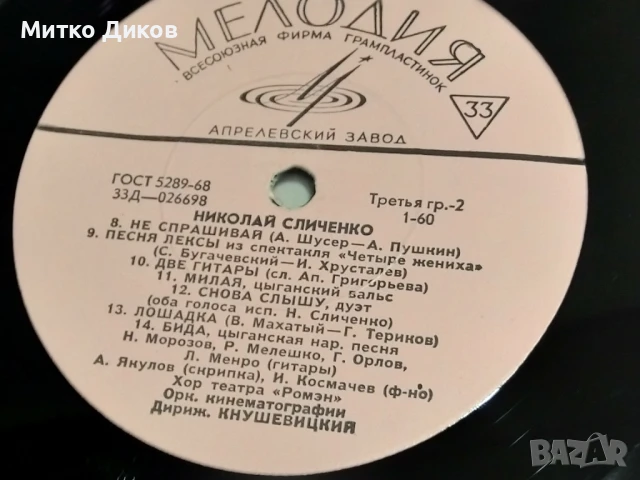 Митко Диков
МЕЛОДИЯ
ВСЕСОЮЗНАЯ ФИРМА ГРАМПЛАСТИНОК
33
АПРЕЛЕВСКИЙ ЗАВОД
ГОСТ 5289-68
33Д—026698
Третья гр.-2
1-60
НИКОЛАЙ СЛИЧЕНКО
8. НЕ СПРАШИВАЙ (А. Шусер—А. Пушкин)
9. ПЕСНЯ ЛЕКСЫ из спектакля «Четыре жениха»
(С. Бугачевский—И. Хрусталев)
10. ДВЕ ГИТАРЫ (сл. Ап. Григорьева)
11. МИЛАЯ, цыганский вальс
12. СНОВА СЛЫШУ, дуэт
(оба голоса исп. Н. Сличенко)
13. ЛОШАДКА (В. Махатый—Г. Териков)
14. БИДА, цыганская нар. песня
Н. Морозов, Р. Мелешко, Г. Орлов,
Л. Менро (гитары)
А. Якулов (скрипка), И. Космачев (ф-но)
Хор театра «Ромэн»
Орк. кинематографии
Дириж. КНУШЕВИЦКИЙ
BAZAR